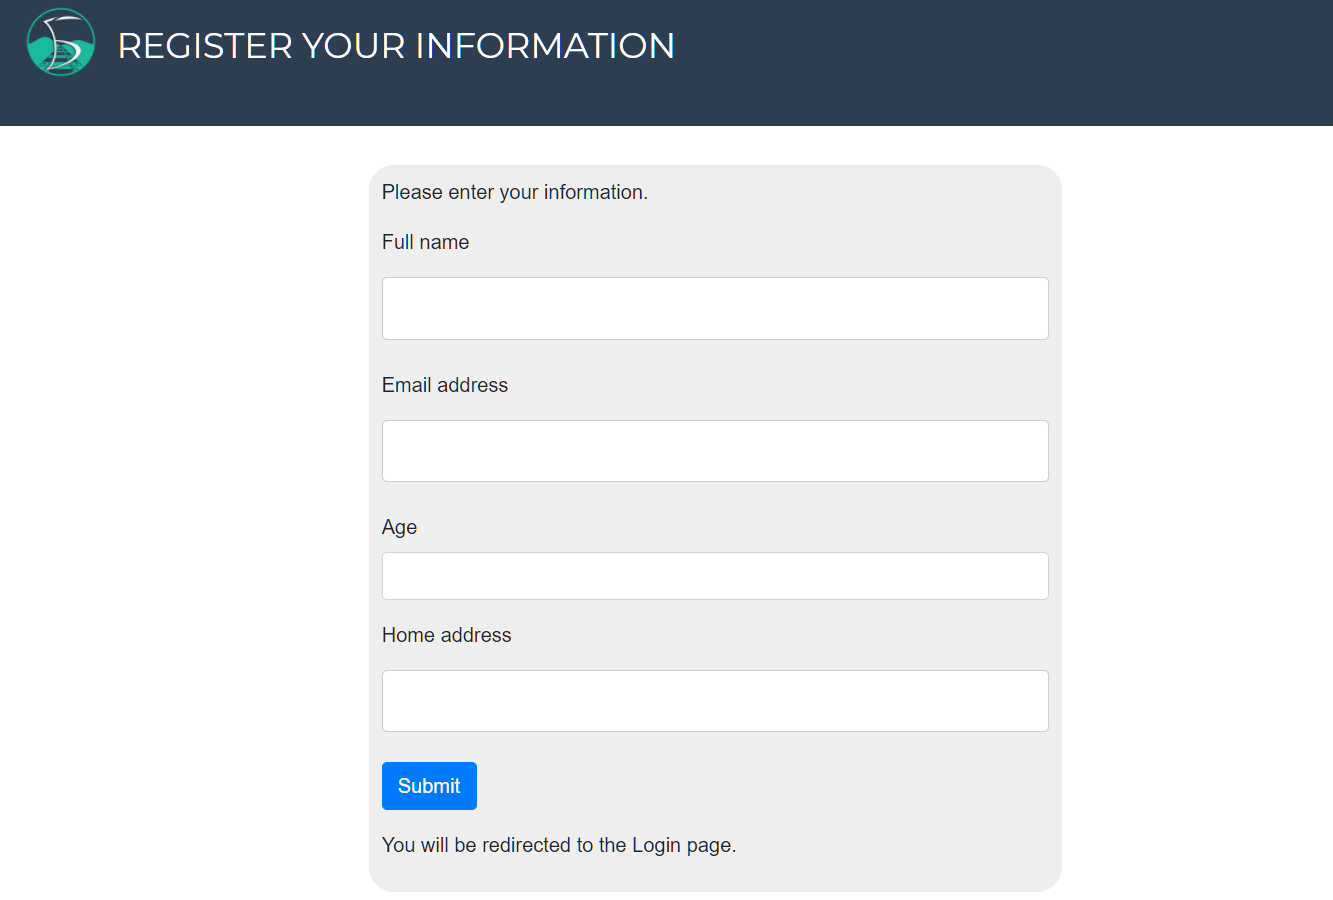 REGISTER YOUR INFORMATION
Please enter your information.
Full name
Email address
Age
Home address
Submit
You will be redirected to the Login page.